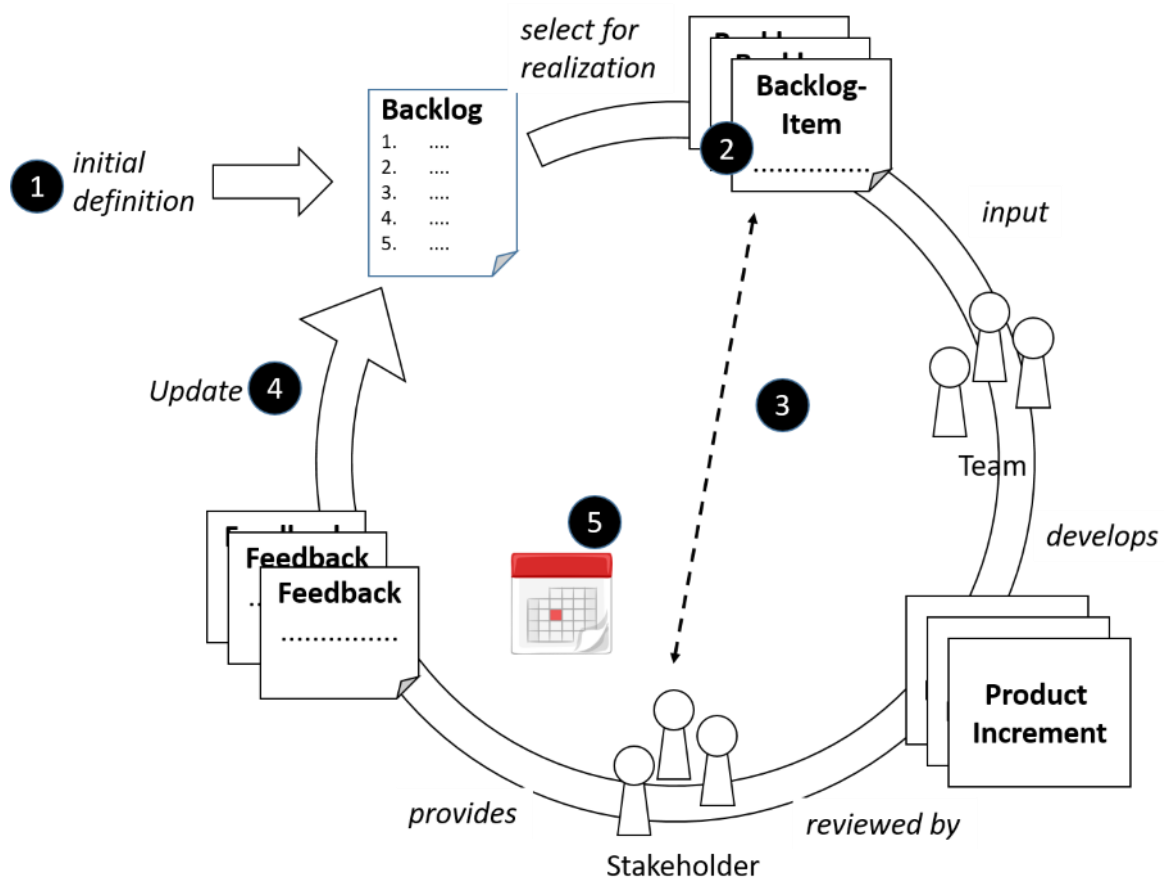 select for
realization
Backlog-
Item
...............
2
Backlog
1. ....
2. ....
3. ....
4. ....
5. ....
1
initial
definition
input
Update
4
3
Team
5
develops
Feedback
Feedback
...............
Product
Increment
provides
reviewed by
Stakeholder